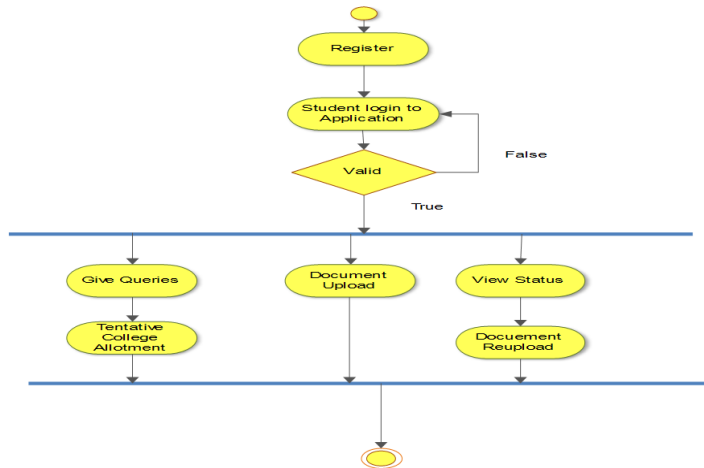 Register
Student login to
Application
Valid
False
True
Give Queries
Document
Upload
View Status
Tentative
College
Allotment
Docuement
Reupload